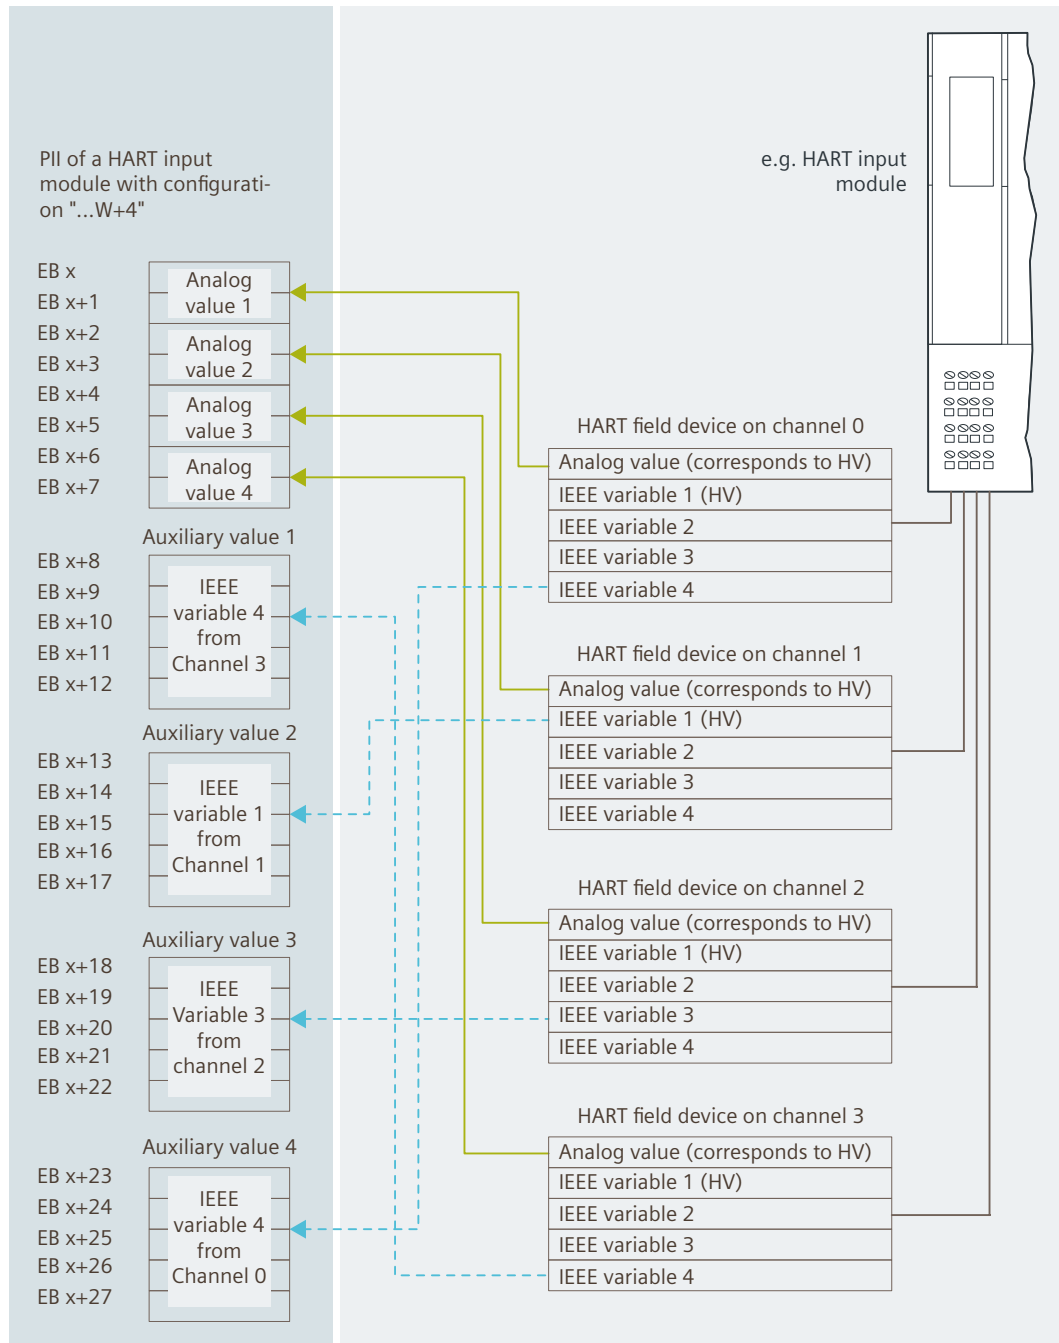 PII of a HART input
module with configurati-
on "...W+4"
e.g. HART input
module
EB x
EB x+1
EB x+2
EB x+3
EB x+4
EB x+5
EB x+6
EB x+7
Analog
value 1
Analog
value 2
Analog
value 3
Analog
value 4
Auxiliary value 1
EB x+8
EB x+9
EB x+10
EB x+11
EB x+12
IEEE
variable 4
from
Channel 3
Auxiliary value 2
EB x+13
EB x+14
EB x+15
EB x+16
EB x+17
IEEE
variable 1
from
Channel 1
Auxiliary value 3
EB x+18
EB x+19
EB x+20
EB x+21
EB x+22
IEEE
Variable 3
from
channel 2
Auxiliary value 4
EB x+23
EB x+24
EB x+25
EB x+26
EB x+27
IEEE
variable 4
from
Channel 0
HART field device on channel 0
Analog value (corresponds to HV)
IEEE variable 1 (HV)
IEEE variable 2
IEEE variable 3
IEEE variable 4
HART field device on channel 1
Analog value (corresponds to HV)
IEEE variable 1 (HV)
IEEE variable 2
IEEE variable 3
IEEE variable 4
HART field device on channel 2
Analog value (corresponds to HV)
IEEE variable 1 (HV)
IEEE variable 2
IEEE variable 3
IEEE variable 4
HART field device on channel 3
Analog value (corresponds to HV)
IEEE variable 1 (HV)
IEEE variable 2
IEEE variable 3
IEEE variable 4